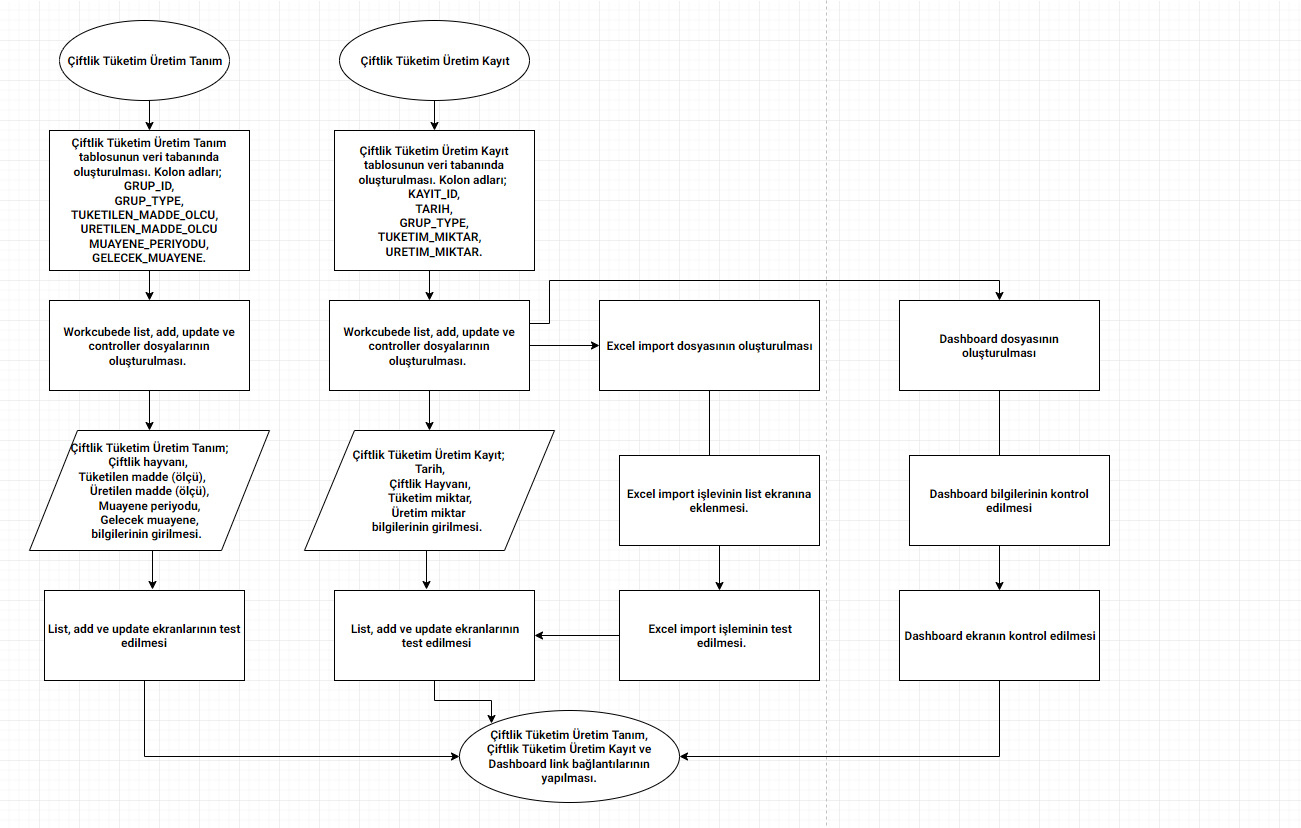 Çiftlik Tüketim Üretim Tanım
Çiftlik Tüketim Üretim Kayıt
Çiftlik Tüketim Üretim Tanım
tablosunun veri tabanında
oluşturulması. Kolon adları;
GRUP_ID,
GRUP_TYPE,
TUKETILEN_MADDE_OLCU,
URETILEN_MADDE_OLCU
MUAYENE_PERIYODU,
GELECEK_MUAYENE.
Çiftlik Tüketim Üretim Kayıt
tablosunun veri tabanında
oluşturulması. Kolon adları;
KAYIT_ID,
TARIH,
GRUP_TYPE,
TUKETIM_MIKTAR,
URETIM_MIKTAR.
Workcubede list, add, update ve
controller dosyalarının
oluşturulması.
Workcubede list, add, update ve
controller dosyalarının
oluşturulması.
Excel import dosyasının oluşturulması
Dashboard dosyasının
oluşturulması
Çiftlik Tüketim Üretim Tanım;
Çiftlik hayvanı,
Tüketilen madde (ölçü),
Üretilen madde (ölçü),
Muayene periyodu,
Gelecek muayene,
bilgilerinin girilmesi.
Çiftlik Tüketim Üretim Kayıt;
Tarih,
Çiftlik Hayvanı,
Tüketim miktar,
Üretim miktar
bilgilerinin girilmesi.
Excel import işlevinin list ekranına
eklenmesi.
Dashboard bilgilerinin kontrol
edilmesi
List, add ve update ekranlarının test
edilmesi
List, add ve update ekranlarının
test edilmesi
Excel import işleminin test
edilmesi.
Dashboard ekranın kontrol edilmesi
Çiftlik Tüketim Üretim Tanım,
Çiftlik Tüketim Üretim Kayıt ve
Dashboard link bağlantılarının
yapılması.